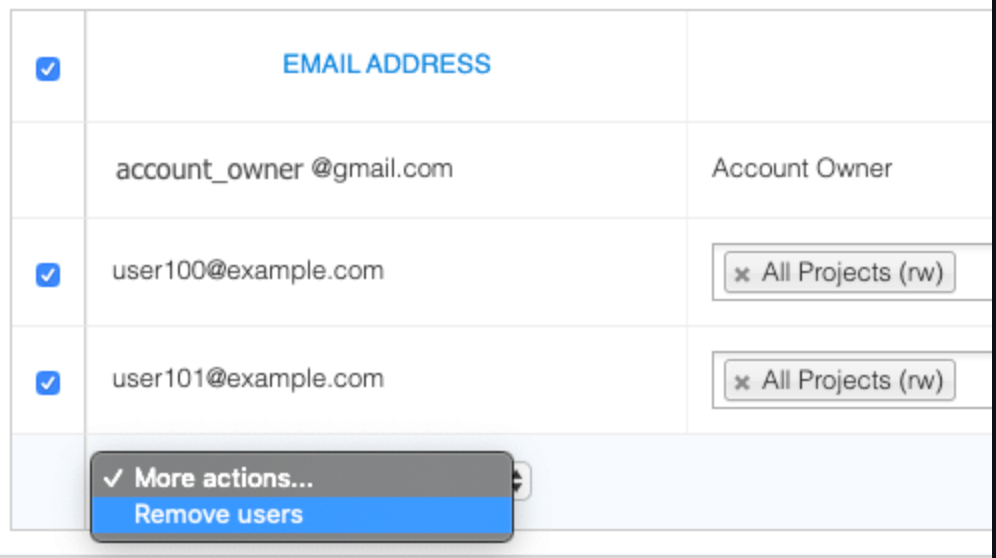 EMAIL ADDRESS
account_owner @gmail.com Account Owner
user100@example.com × All Projects (rw)
user101@example.com × All Projects (rw)
✓ More actions...
Remove users